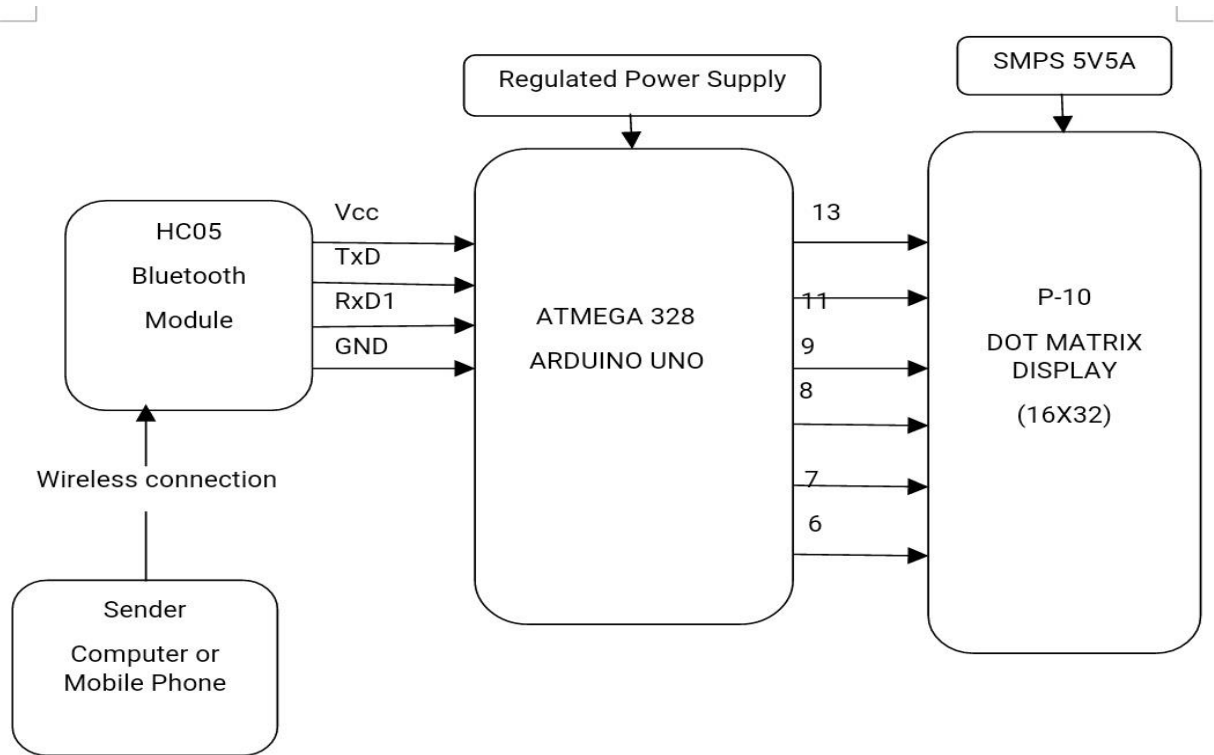 Regulated Power Supply
SMPS 5V5A
HC05
Bluetooth
Module
Vcc
TxD
RxD1
GND
ATMEGA 328
ARDUINO UNO
13
11
9
8
7
6
P-10
DOT MATRIX
DISPLAY
(16X32)
Wireless connection
Sender
Computer or
Mobile Phone